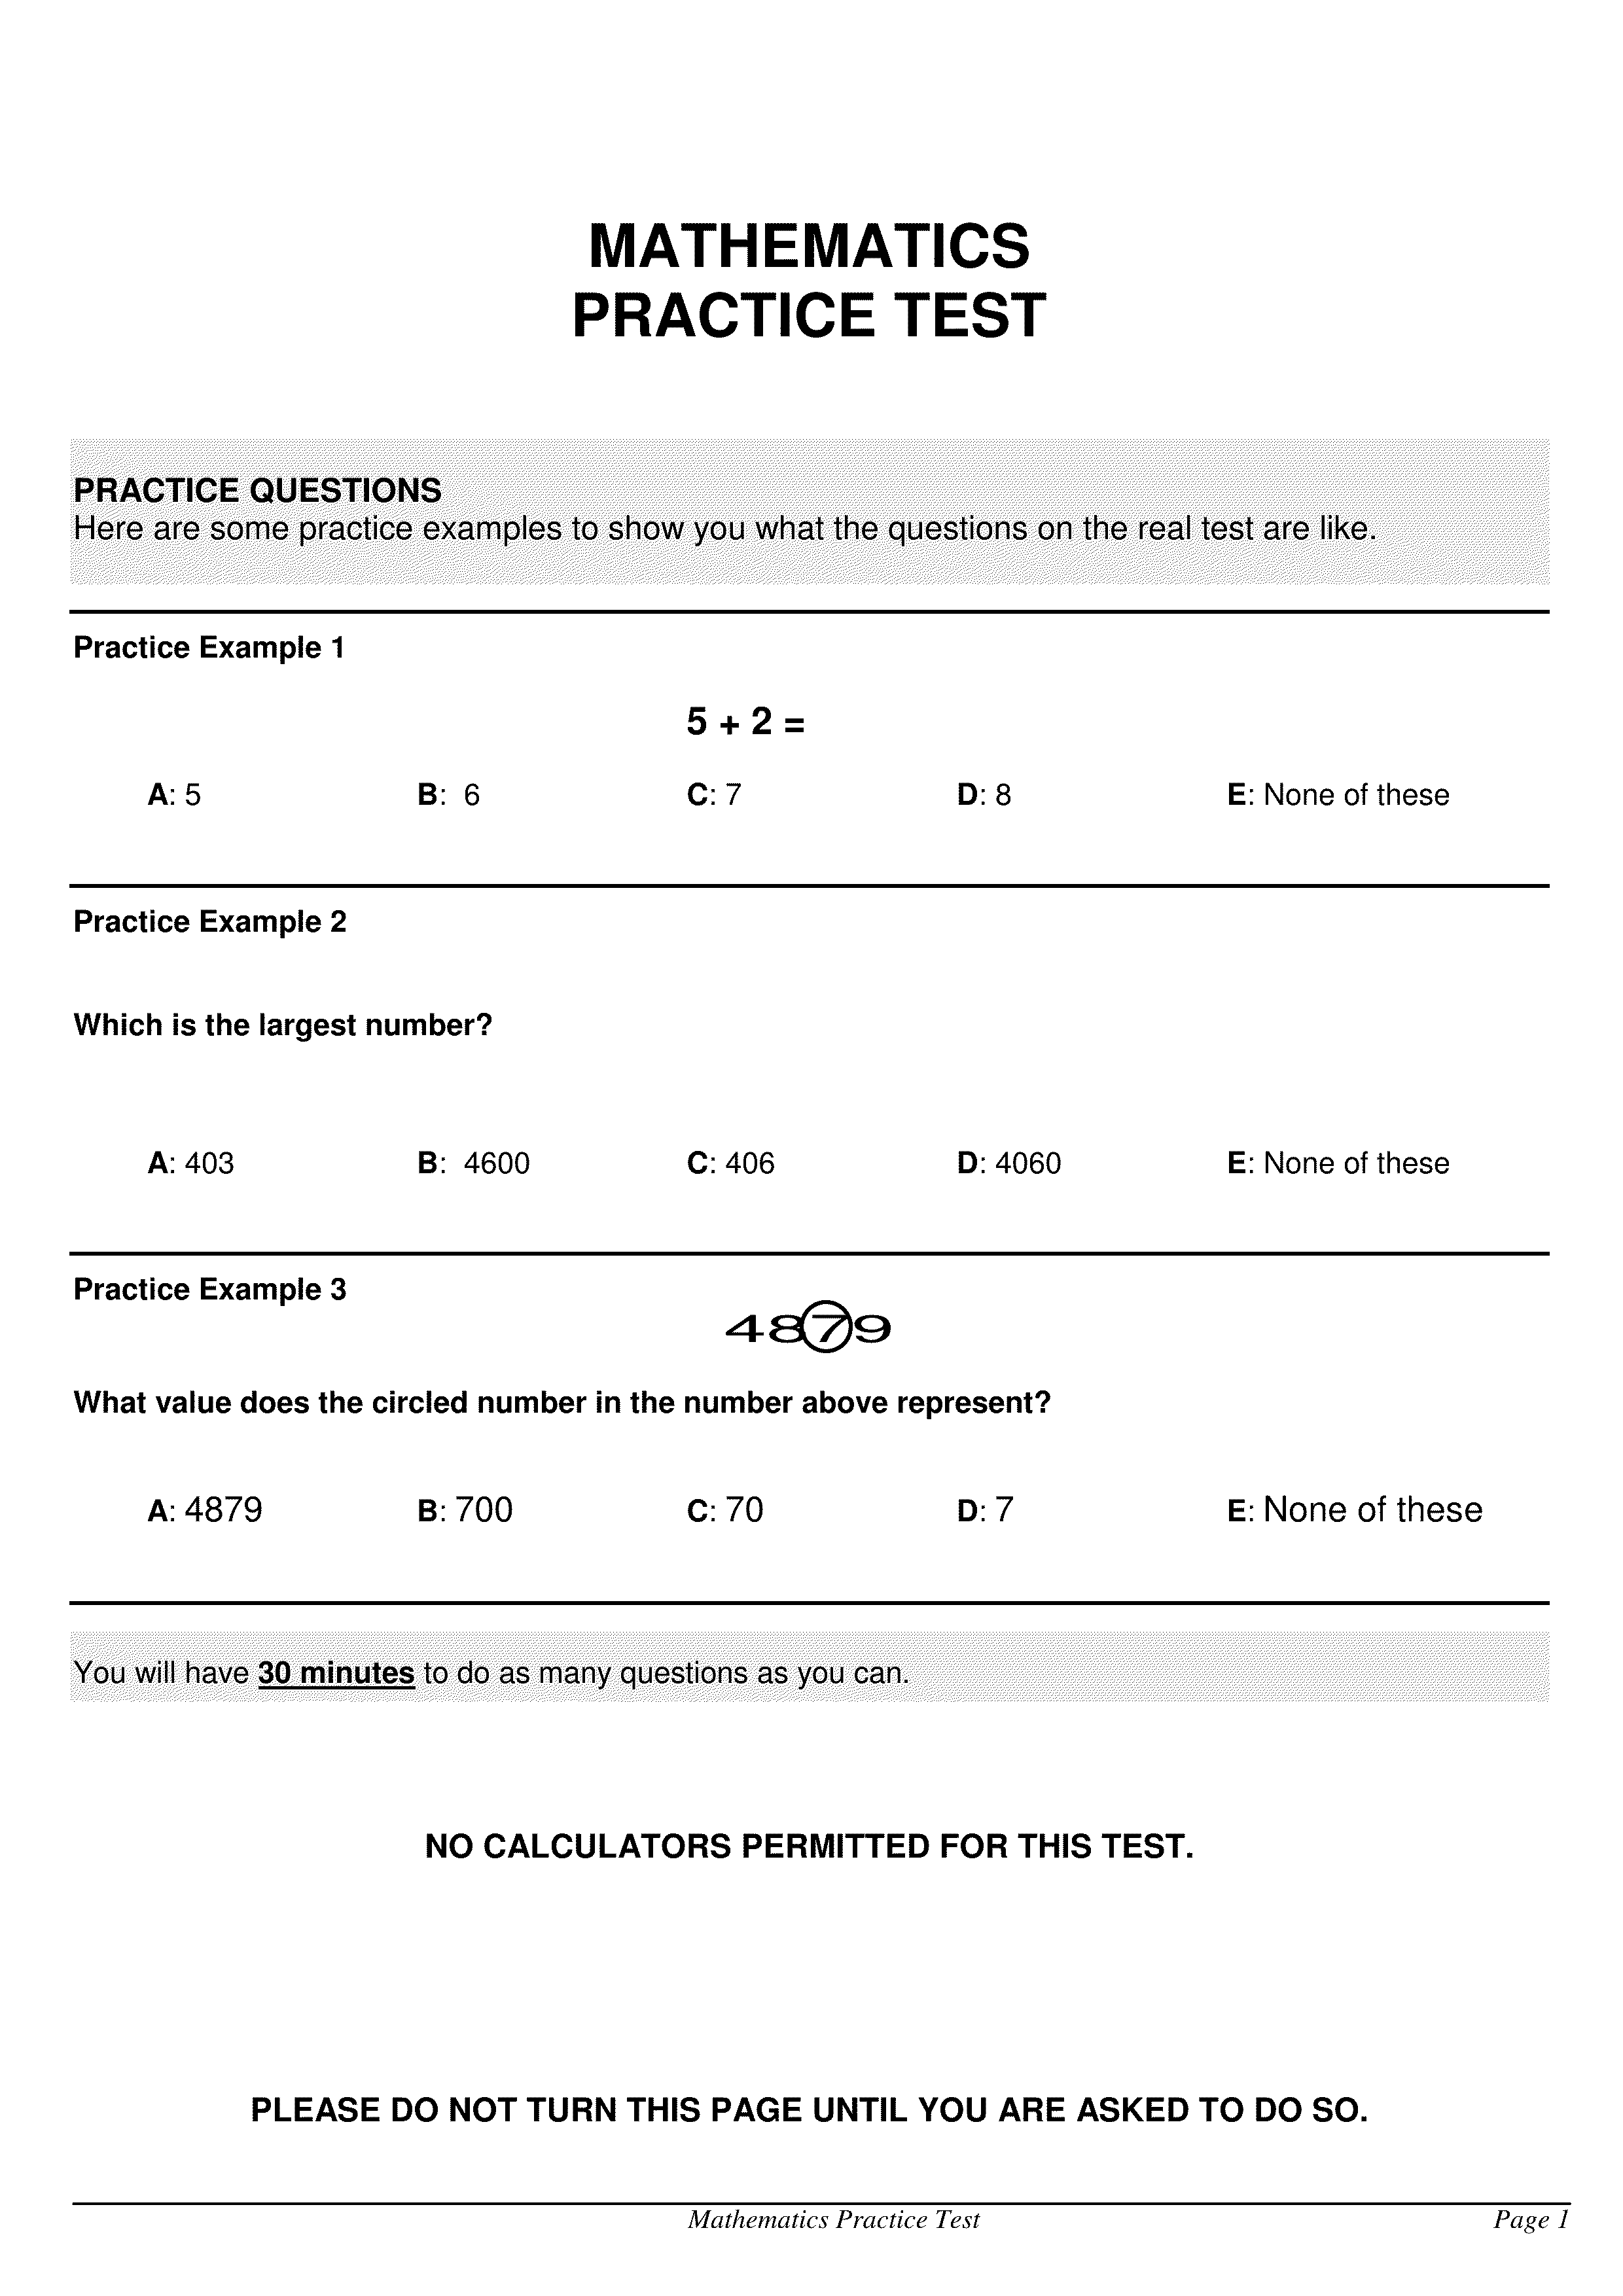 MATHEMATICS
PRACTICE TEST
PRACTICE QUESTIONS
Here are some practice examples to show you what the questions on the real test are like.
Practice Example 1
5 + 2 =
A: 5 B: 6 C: 7 D: 8 E: None of these
Practice Example 2
Which is the largest number?
A: 403 B: 4600 C: 406 D: 4060 E: None of these
Practice Example 3
4879
What value does the circled number in the number above represent?
A: 4879 B: 700 C: 70 D: 7 E: None of these
You will have 30 minutes to do as many questions as you can.
NO CALCULATORS PERMITTED FOR THIS TEST.
PLEASE DO NOT TURN THIS PAGE UNTIL YOU ARE ASKED TO DO SO.
Mathematics Practice Test Page 1